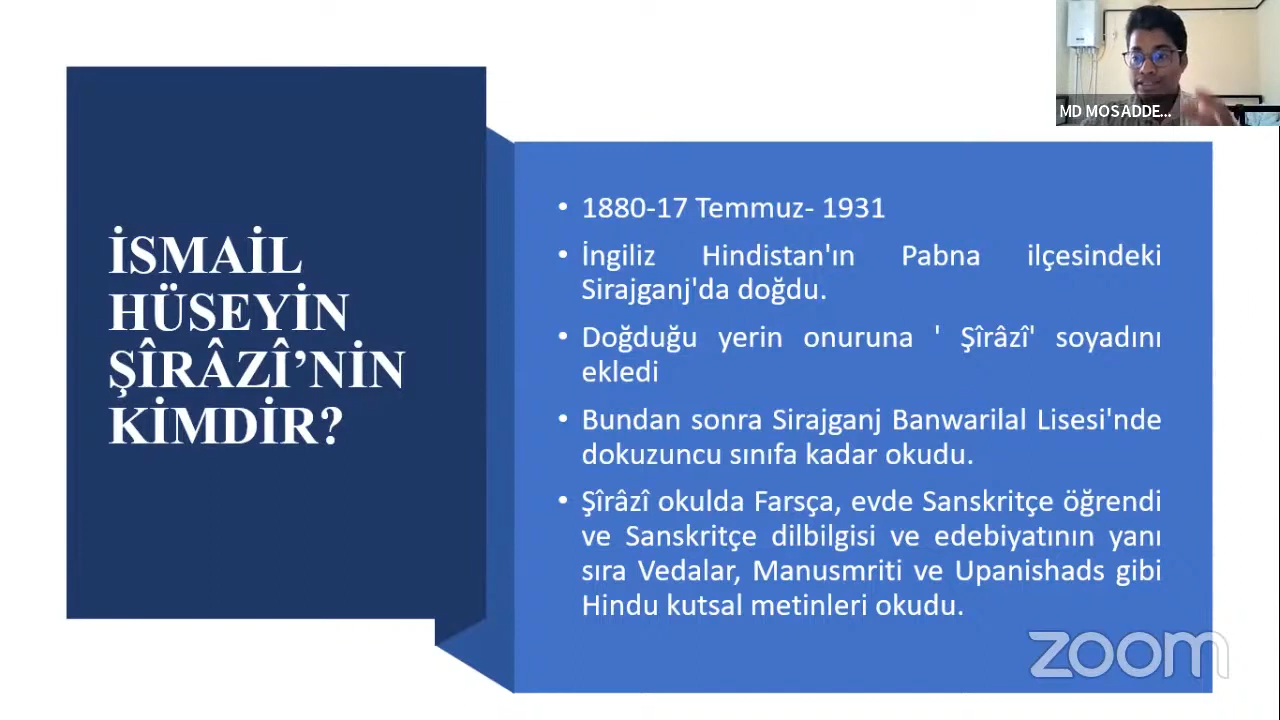 MD MOSADDE...
İSMAİL
HÜSEYİN
ŞÎRÂZÎ’NİN
KİMDİR?
• 1880-17 Temmuz- 1931
• İngiliz Hindistan'ın Pabna ilçesindeki
Sirajganj'da doğdu.
• Doğduğu yerin onuruna ' Şîrâzî' soyadını
ekledi
• Bundan sonra Sirajganj Banwarilal Lisesi'nde
dokuzuncu sınıfa kadar okudu.
• Şîrâzî okulda Farsça, evde Sanskritçe öğrendi
ve Sanskritçe dilbilgisi ve edebiyatının yanı
sıra Vedalar, Manusmriti ve Upanishads gibi
Hindu kutsal metinleri okudu.
zoom